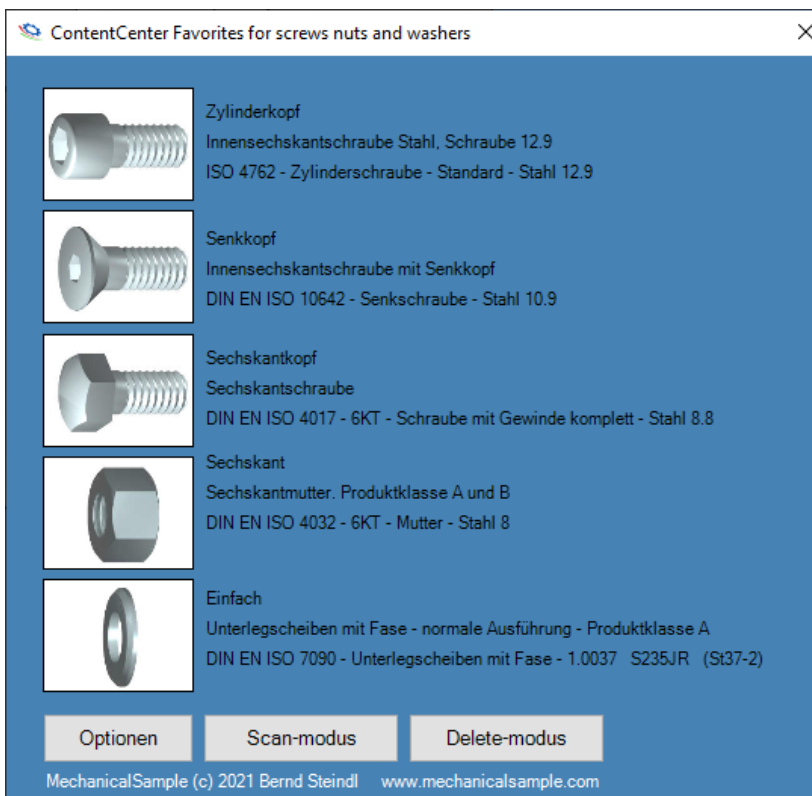 ContentCenter Favorites for screws nuts and washers
Zylinderkopf
Innensechskantschraube Stahl, Schraube 12.9
ISO 4762 - Zylinderschraube - Standard - Stahl 12.9
Senkkopf
Innensechskantschraube mit Senkkopf
DIN EN ISO 10642 - Senkschraube - Stahl 10.9
Sechskantkopf
Sechskantschraube
DIN EN ISO 4017 - 6KT - Schraube mit Gewinde komplett - Stahl 8.8
Sechskant
Sechskantmutter. Produktklasse A und B
DIN EN ISO 4032 - 6KT - Mutter - Stahl 8
Einfach
Unterlegscheiben mit Fase - normale Ausführung - Produktklasse A
DIN EN ISO 7090 - Unterlegscheiben mit Fase - 1.0037 S235JR (St37-2)
Optionen Scan-modus Delete-modus
MechanicalSample (c) 2021 Bernd Steindl www.mechanicalsample.com